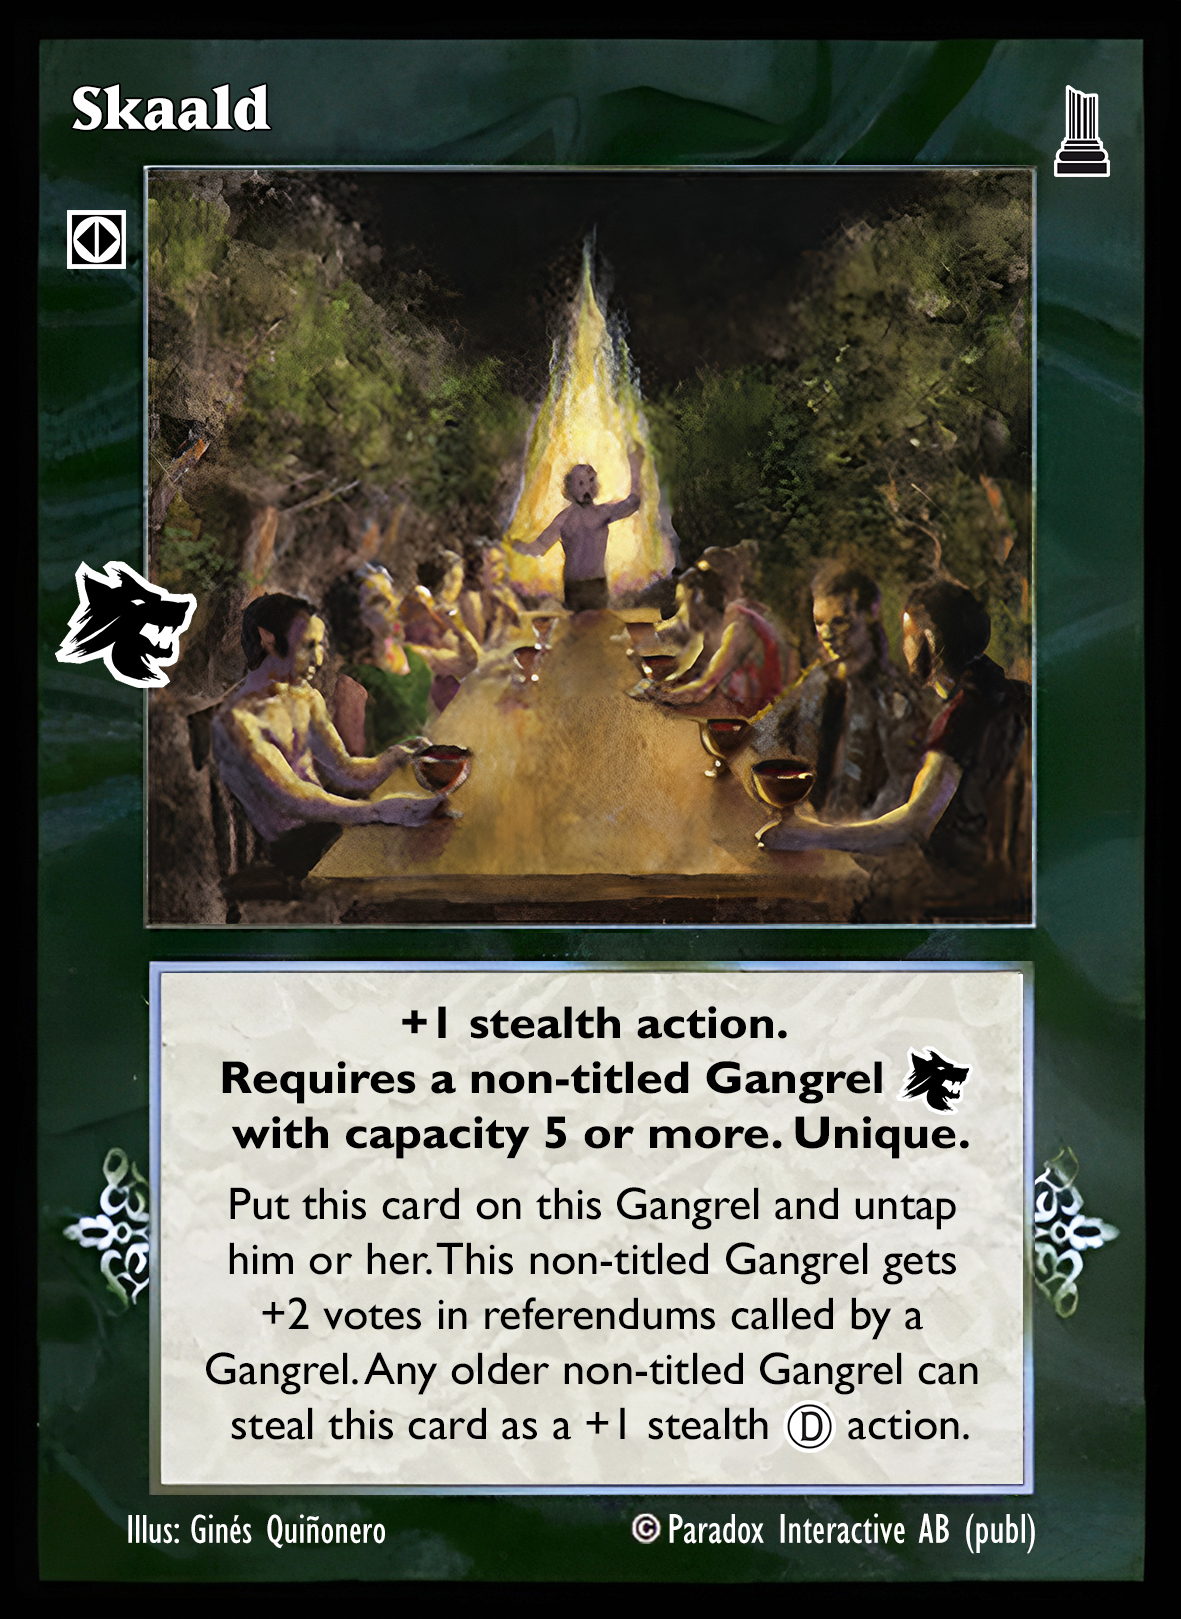 Skaald
+1 stealth action.
Requires a non-titled Gangrel
with capacity 5 or more. Unique.
Put this card on this Gangrel and untap
him or her. This non-titled Gangrel gets
+2 votes in referendums called by a
Gangrel. Any older non-titled Gangrel can
steal this card as a +1 stealth Ⓓ action.
Illus: Ginés Quiñonero
© Paradox Interactive AB (publ)